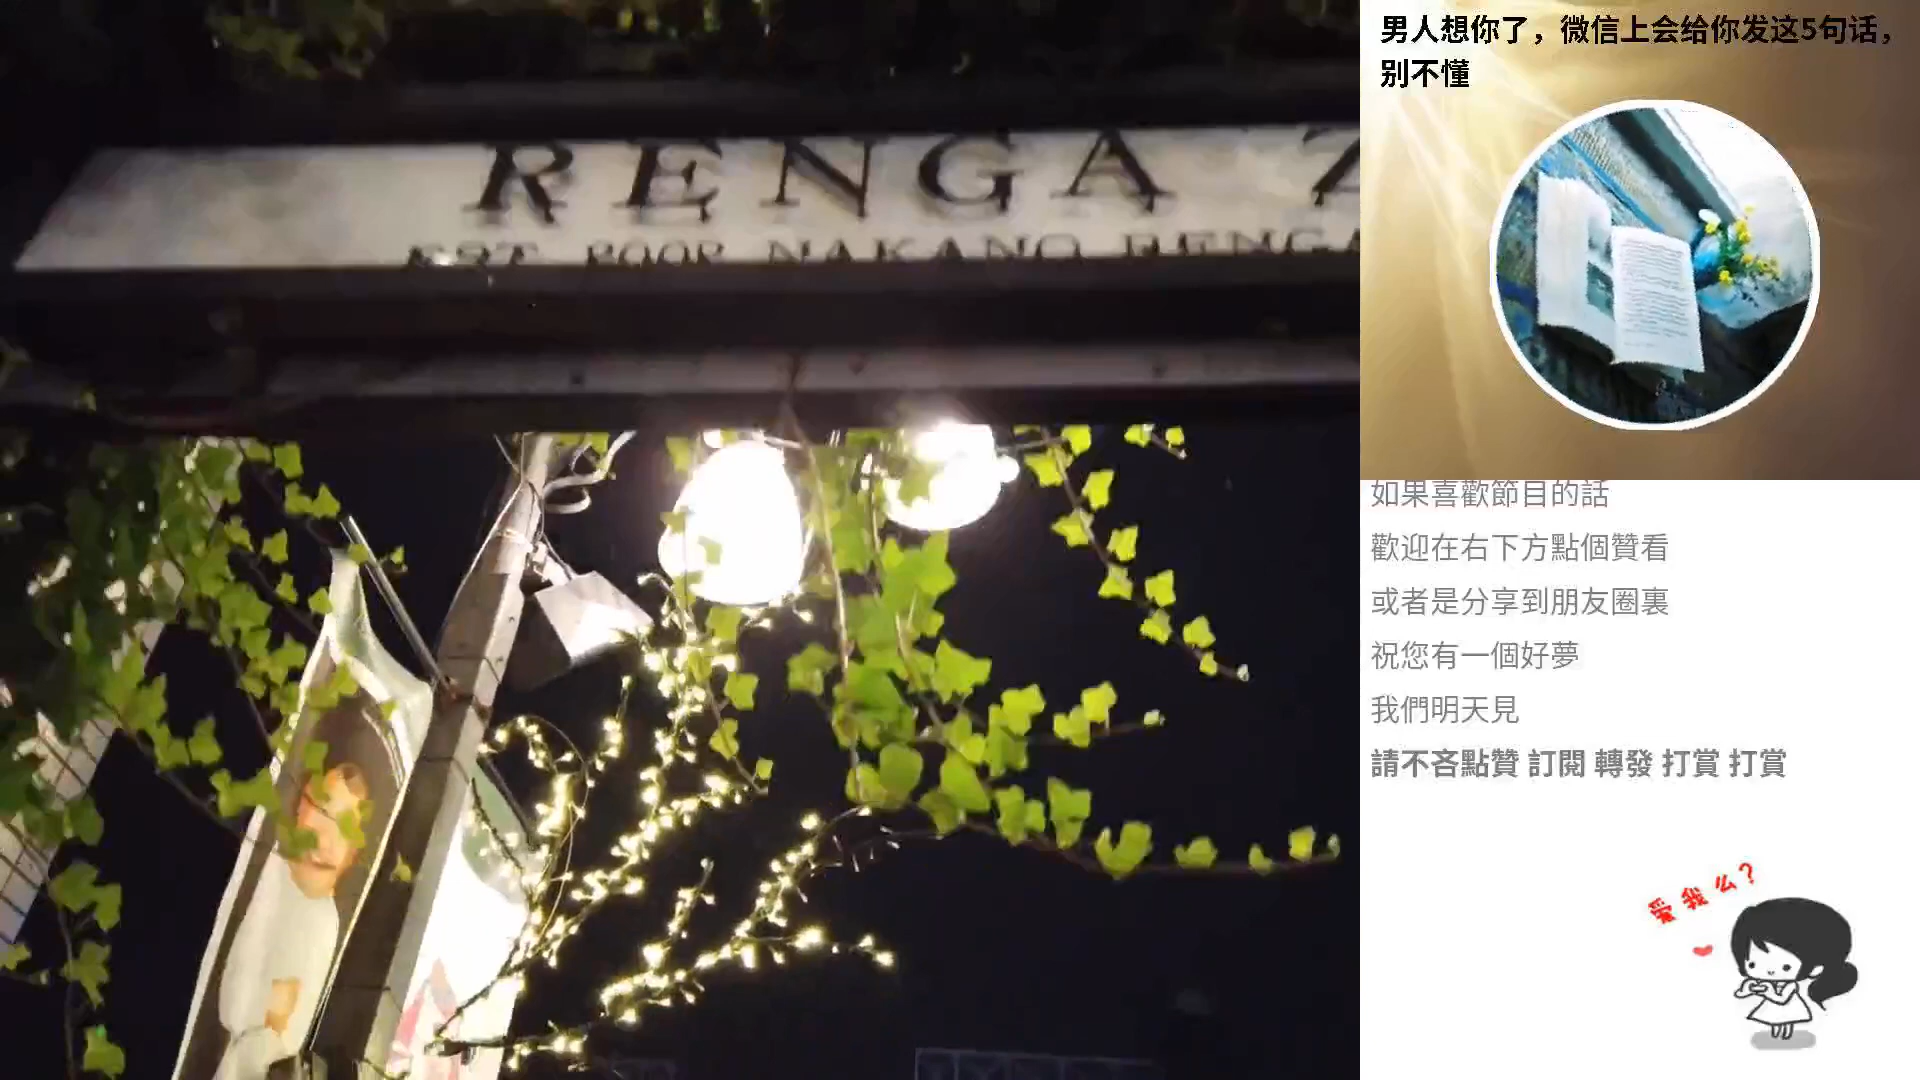 RENGA Z
EST. POOP NAKANO RENGA
男人想你了，微信上会给你发这5句话，
别不懂
如果喜歡節目的話
歡迎在右下方點個贊看
或者是分享到朋友圈裏
祝您有一個好夢
我們明天見
請不吝點贊 訂閱 轉發 打賞 打賞
爱我么？